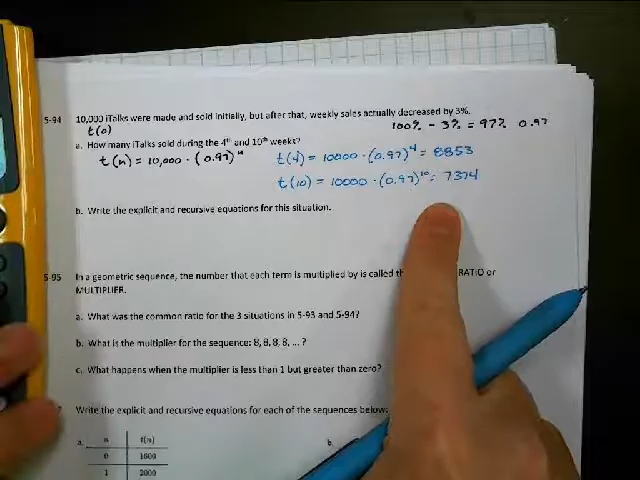 5-94 10,000 iTalks were made and sold initially, but after that, weekly sales actually decreased by 3%.
t(0) 100% - 3% = 97% 0.97
a. How many iTalks sold during the 4th and 10th weeks?
t(n) = 10,000 · (0.97)ⁿ t(4) = 10000 · (0.97)⁴ = 8853
t(10) = 10000 · (0.97)¹⁰ = 7374
b. Write the explicit and recursive equations for this situation.
5-95 In a geometric sequence, the number that each term is multiplied by is called RATIO or
MULTIPLIER.
a. What was the common ratio for the 3 situations in 5-93 and 5-94?
b. What is the multiplier for the sequence: 8, 8, 8, 8, ... ?
c. What happens when the multiplier is less than 1 but greater than zero?
Write the explicit and recursive equations for each of the sequences below:
a. n t(n) b.
0 1600
1 2000